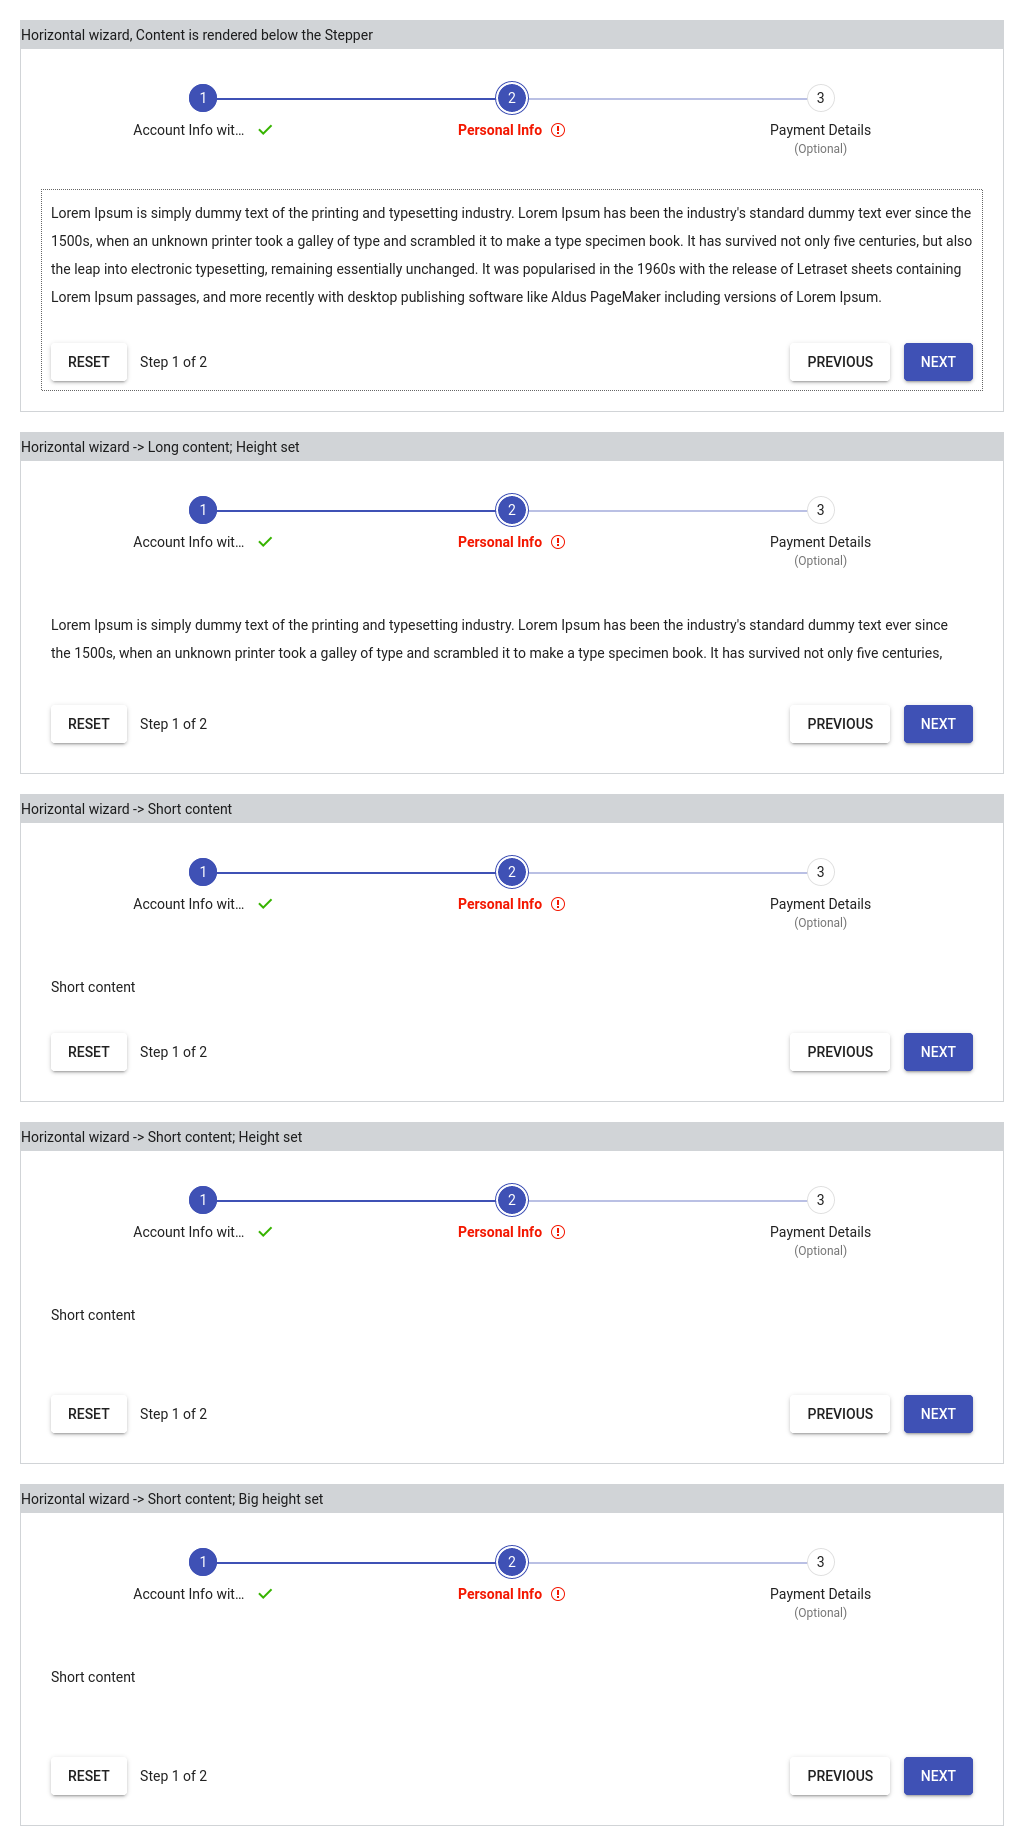 Horizontal wizard, Content is rendered below the Stepper
1 2 3
Account Info wit... Personal Info Payment Details
(Optional)
Lorem Ipsum is simply dummy text of the printing and typesetting industry. Lorem Ipsum has been the industry's standard dummy text ever since the
1500s, when an unknown printer took a galley of type and scrambled it to make a type specimen book. It has survived not only five centuries, but also
the leap into electronic typesetting, remaining essentially unchanged. It was popularised in the 1960s with the release of Letraset sheets containing
Lorem Ipsum passages, and more recently with desktop publishing software like Aldus PageMaker including versions of Lorem Ipsum.
RESET Step 1 of 2 PREVIOUS NEXT
Horizontal wizard -> Long content; Height set
1 2 3
Account Info wit... Personal Info Payment Details
(Optional)
Lorem Ipsum is simply dummy text of the printing and typesetting industry. Lorem Ipsum has been the industry's standard dummy text ever since
the 1500s, when an unknown printer took a galley of type and scrambled it to make a type specimen book. It has survived not only five centuries,
RESET Step 1 of 2 PREVIOUS NEXT
Horizontal wizard -> Short content
1 2 3
Account Info wit... Personal Info Payment Details
(Optional)
Short content
RESET Step 1 of 2 PREVIOUS NEXT
Horizontal wizard -> Short content; Height set
1 2 3
Account Info wit... Personal Info Payment Details
(Optional)
Short content
RESET Step 1 of 2 PREVIOUS NEXT
Horizontal wizard -> Short content; Big height set
1 2 3
Account Info wit... Personal Info Payment Details
(Optional)
Short content
RESET Step 1 of 2 PREVIOUS NEXT